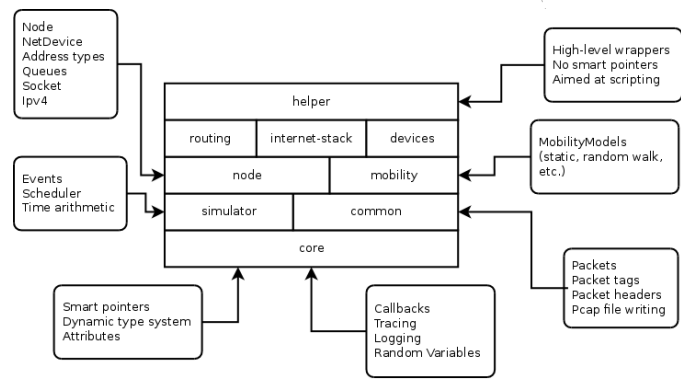 Node
NetDevice
Address types
Queues
Socket
Ipv4
High-level wrappers
No smart pointers
Aimed at scripting
helper
routing internet-stack devices
node mobility
simulator common
core
MobilityModels
(static, random walk,
etc.)
Events
Scheduler
Time arithmetic
Packets
Packet tags
Packet headers
Pcap file writing
Smart pointers
Dynamic type system
Attributes
Callbacks
Tracing
Logging
Random Variables